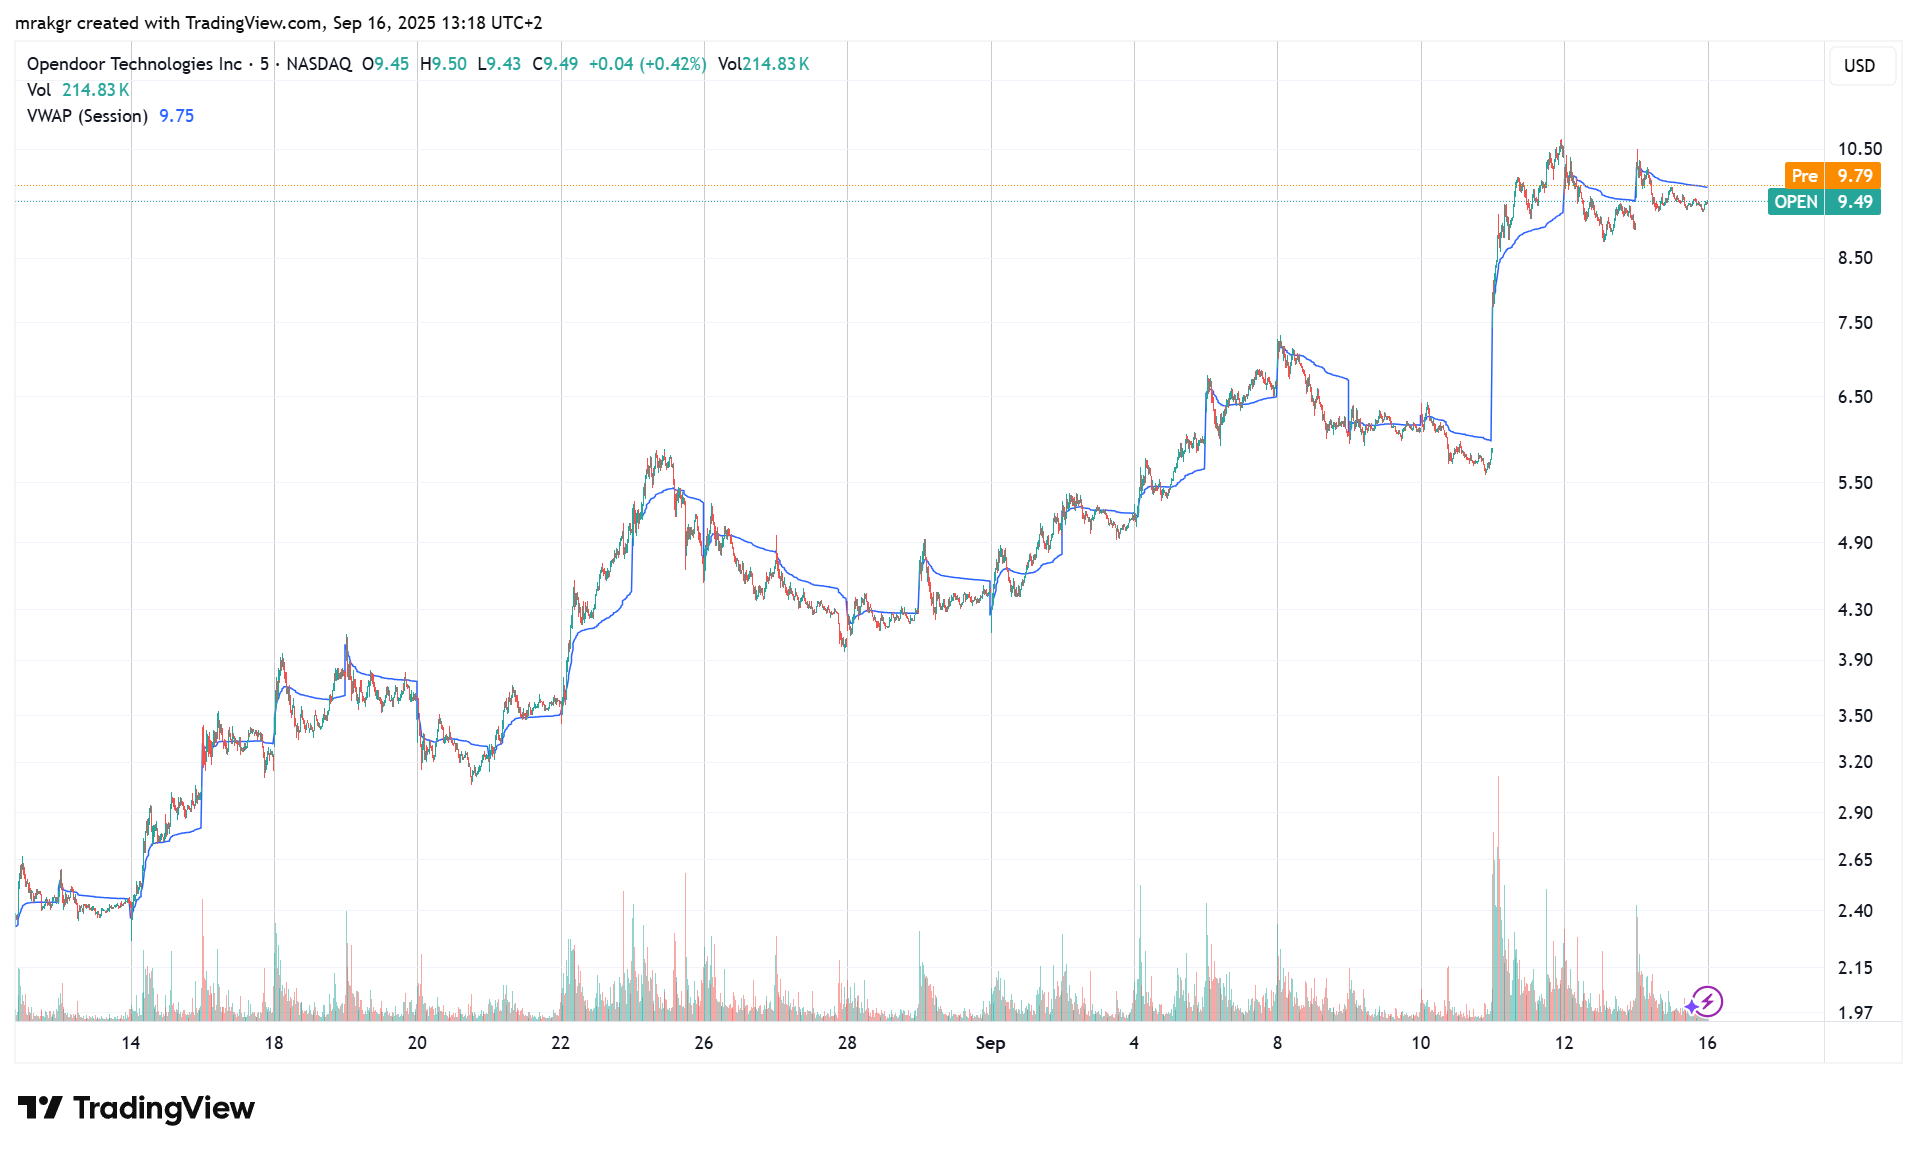 mrakgr created with TradingView.com, Sep 16, 2025 13:18 UTC+2
Opendoor Technologies Inc · 5 · NASDAQ O9.45 H9.50 L9.43 C9.49 +0.04 (+0.42%) Vol214.83 K
Vol 214.83 K
VWAP (Session) 9.75
USD
10.50
Pre 9.79
OPEN 9.49
8.50
7.50
6.50
5.50
4.90
4.30
3.90
3.50
3.20
2.90
2.65
2.40
2.15
1.97
14 18 20 22 26 28 Sep 4 8 10 12 16
TradingView